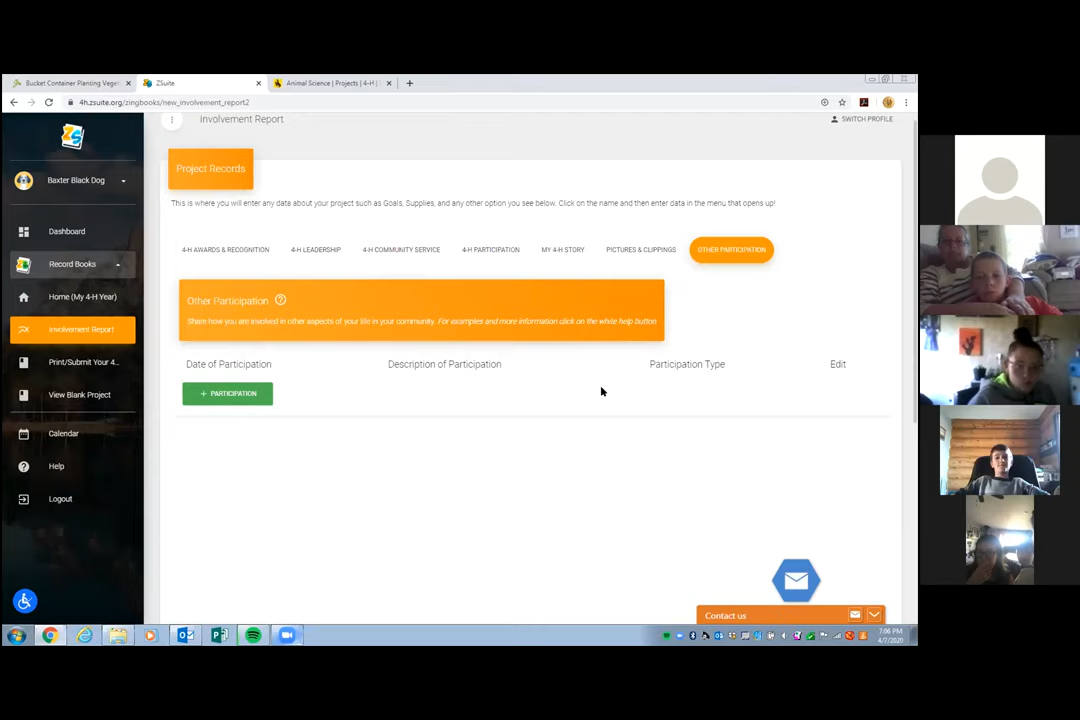 Bucket Container Planting Veget
ZSuite
Animal Science | Projects | 4-H |
4h.zsuite.org/zingbooks/new_involvement_report2
ZS
Involvement Report
SWITCH PROFILE
Project Records
Baxter Black Dog
This is where you will enter any data about your project such as Goals, Supplies, and any other option you see below. Click on the name and then enter data in the menu that opens up!
Dashboard
4-H AWARDS & RECOGNITION
4-H LEADERSHIP
4-H COMMUNITY SERVICE
4-H PARTICIPATION
MY 4-H STORY
PICTURES & CLIPPINGS
OTHER PARTICIPATION
Record Books
Home (My 4-H Year)
Other Participation
Share how you are involved in other aspects of your life in your community. For examples and more information click on the white help button
Involvement Report
Print/Submit Your 4...
Date of Participation
Description of Participation
Participation Type
Edit
View Blank Project
+ PARTICIPATION
Calendar
Help
Logout
Contact us
7:06 PM
4/7/2020